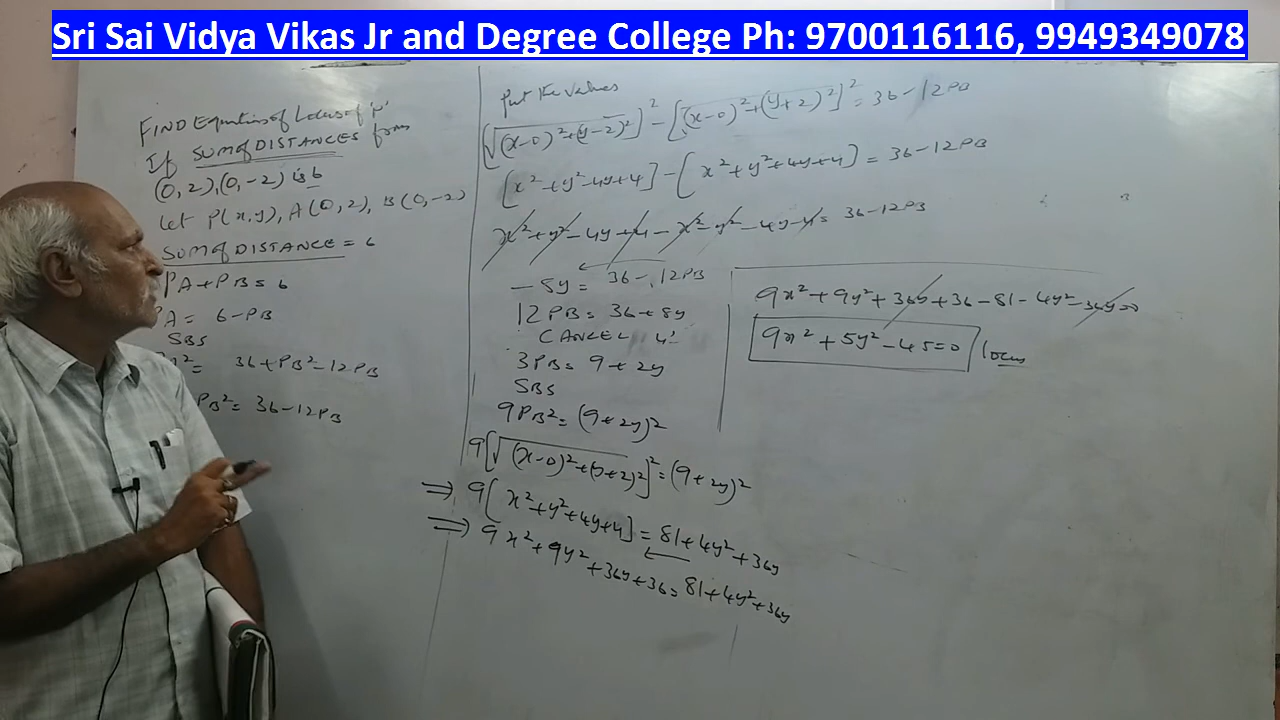 Sri Sai Vidya Vikas Jr and Degree College Ph: 9700116116, 9949349078
FIND Equation of Locus of 'P'
If SUM of DISTANCES from
(0, 2), (0, -2) is 6
Let P(x,y), A(0,2), B(0,-2)
SUM of DISTANCE = 6
PA+PB = 6
PA = 6-PB
SBS
36+PB²-12PB
PB² = 36-12PB
Put the values
[√(x-0)²+(y-2)²]² - [(x-0)²+(y+2)²]² = 36-12PB
[x²+y²-4y+4] - [x²+y²+4y+4] = 36-12PB
x²+y²-4y+4-x²-y²-4y-4 = 36-12PB
-8y = 36-12PB
12PB = 36+8y
CANCEL '4'
3PB = 9+2y
SBS
9PB² = (9+2y)²
9[√(x-0)²+(y+2)²]² = (9+2y)²
⇒ 9[x²+y²+4y+4] = 81+4y²+36y
⇒ 9x²+9y²+36y+36 = 81+4y²+36y
9x²+9y²+36y+36-81-4y²-36y=0
9x²+5y²-45=0 locus